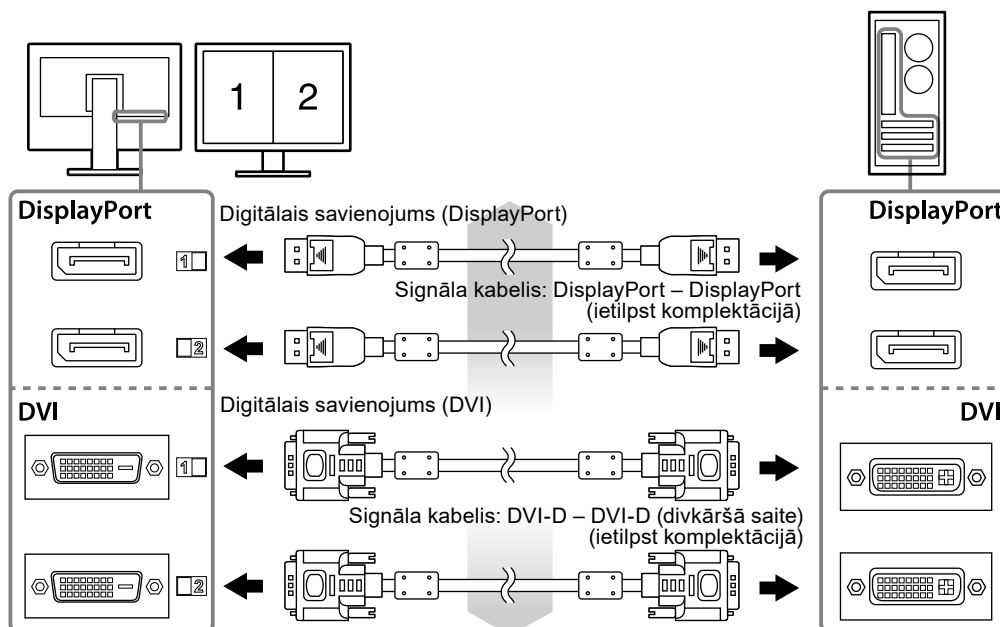 1 2
DisplayPort
DisplayPort
Digitālais savienojums (DisplayPort)
1
Signāla kabelis: DisplayPort – DisplayPort
(ietilpst komplektācijā)
2
DVI
DVI
Digitālais savienojums (DVI)
1
Signāla kabelis: DVI-D – DVI-D (divkāršā saite)
(ietilpst komplektācijā)
2